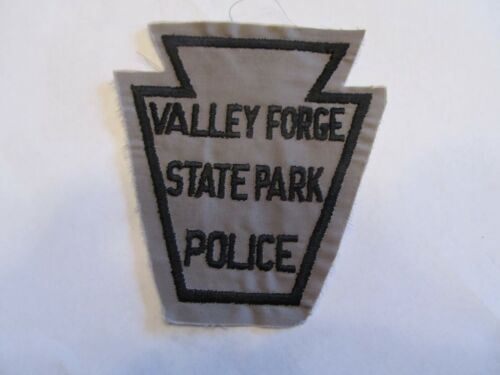 VALLEY FORGE
STATE PARK
POLICE